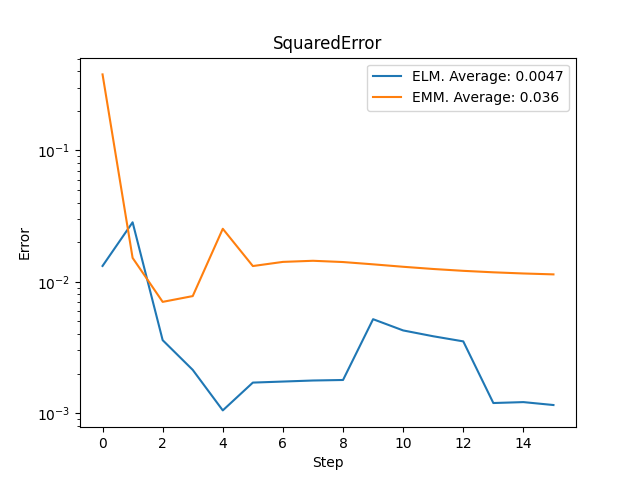 SquaredError
ELM. Average: 0.0047
EMM. Average: 0.036
Error
10⁻¹
10⁻²
10⁻³
0 2 4 6 8 10 12 14
Step